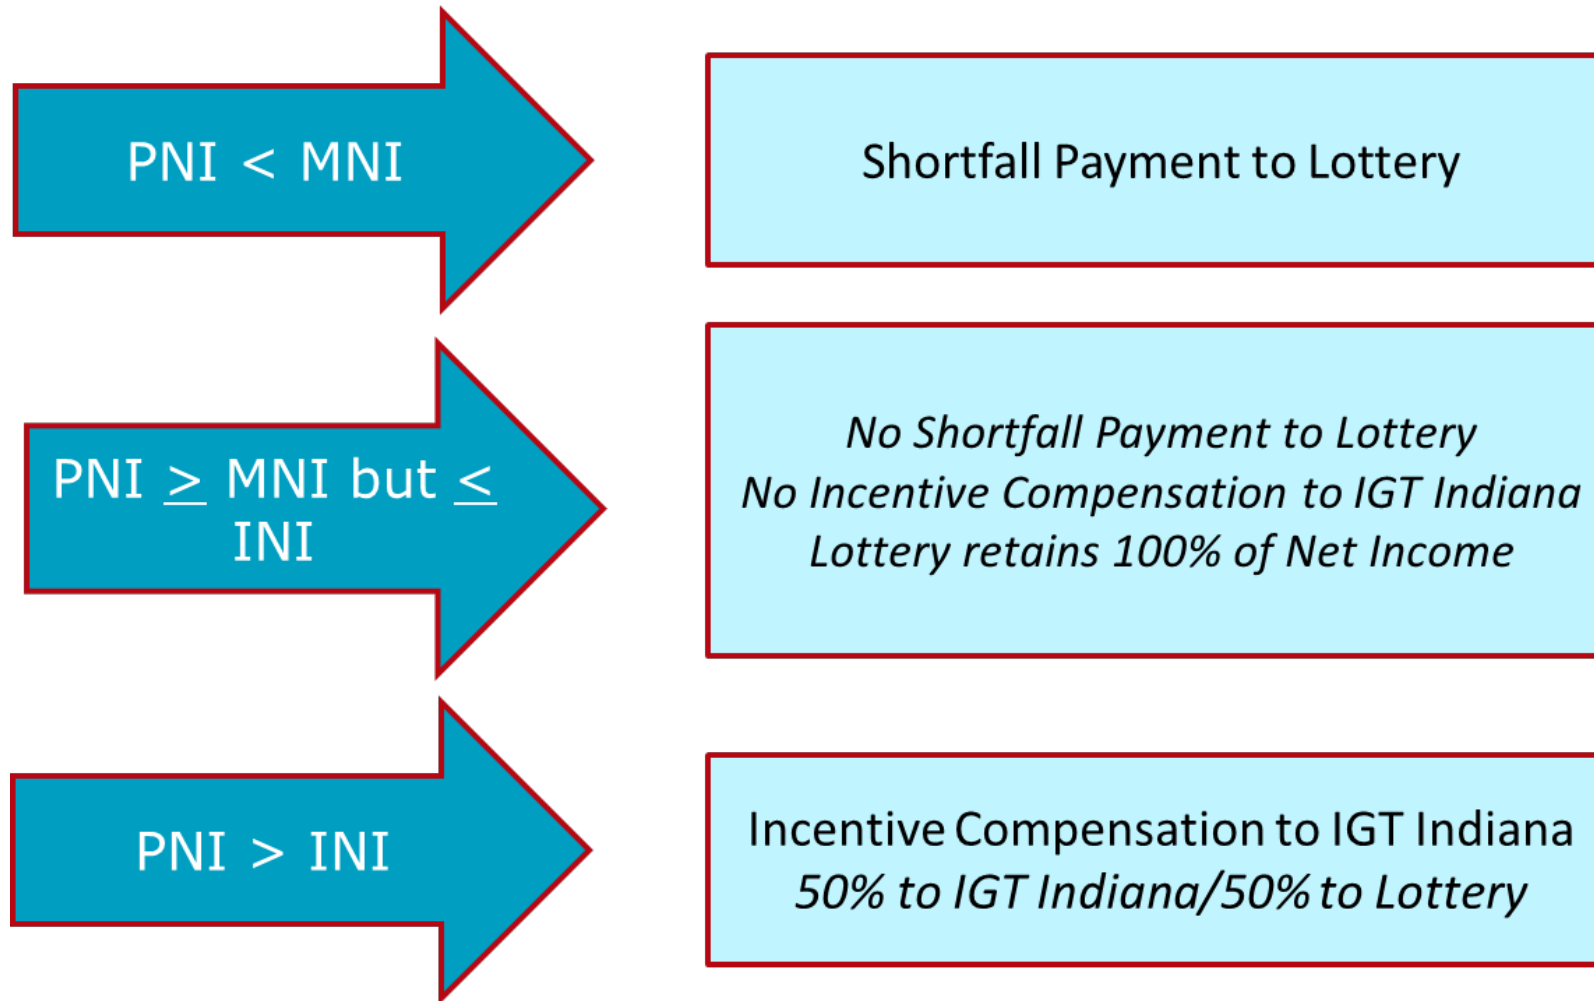 PNI < MNI
Shortfall Payment to Lottery
PNI ≥ MNI but ≤
INI
No Shortfall Payment to Lottery
No Incentive Compensation to IGT Indiana
Lottery retains 100% of Net Income
PNI > INI
Incentive Compensation to IGT Indiana
50% to IGT Indiana/50% to Lottery